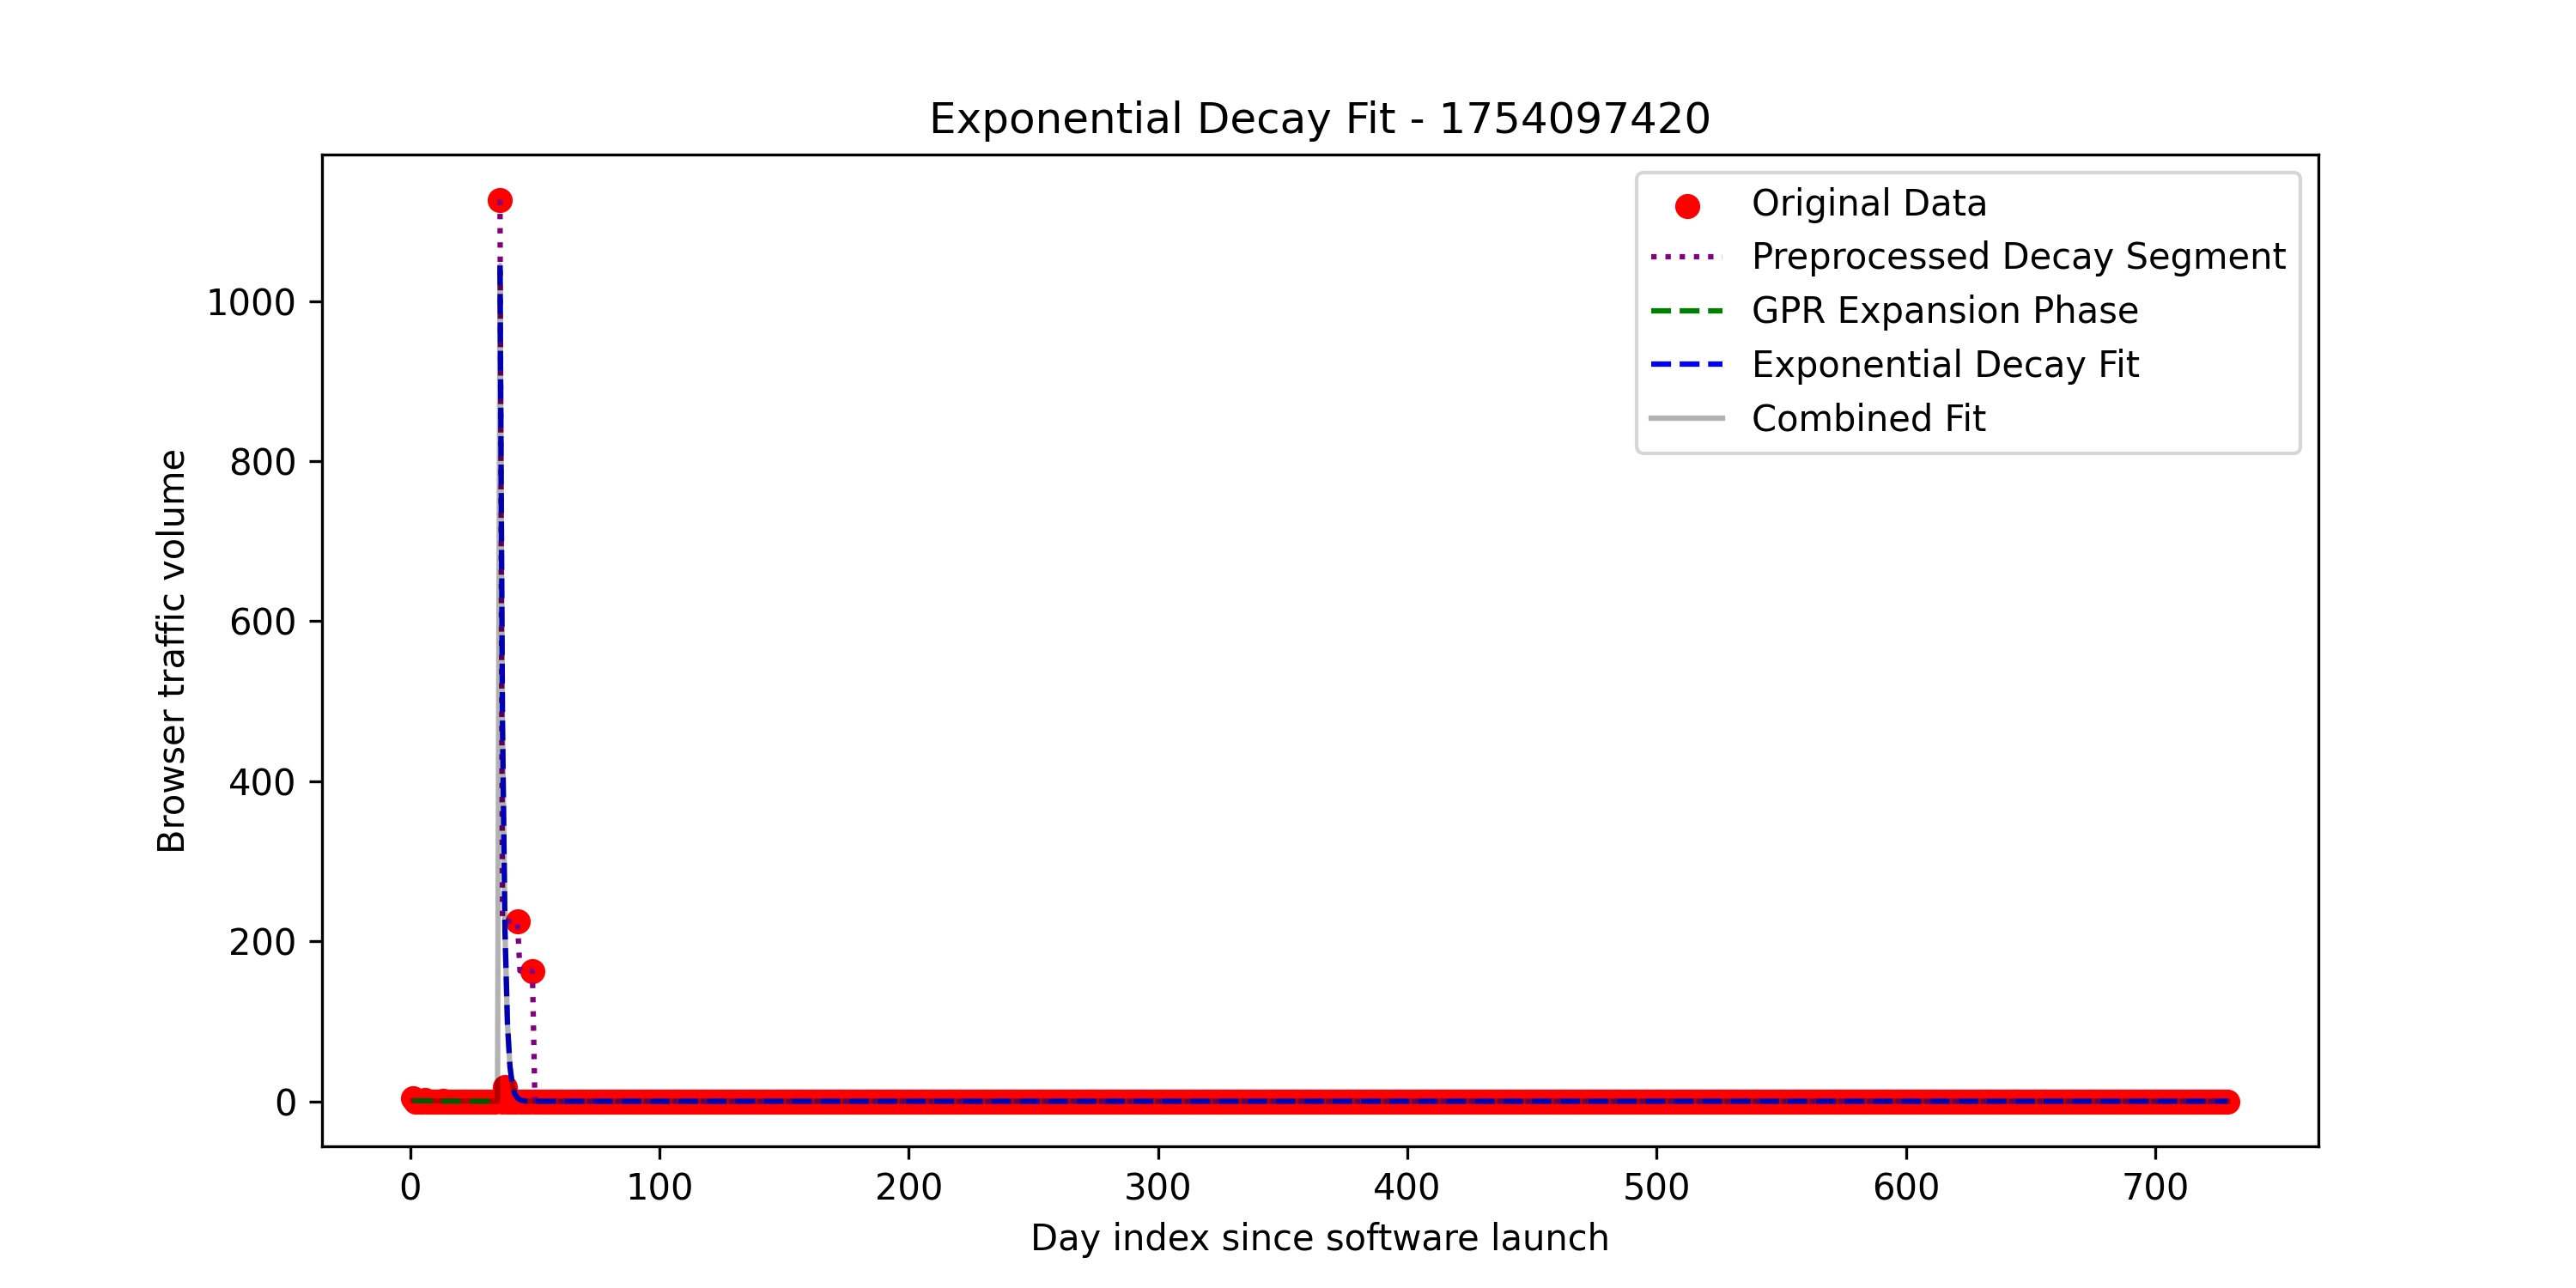 Exponential Decay Fit - 1754097420
Original Data
Preprocessed Decay Segment
GPR Expansion Phase
Exponential Decay Fit
Combined Fit
Browser traffic volume
1000
800
600
400
200
0
0 100 200 300 400 500 600 700
Day index since software launch